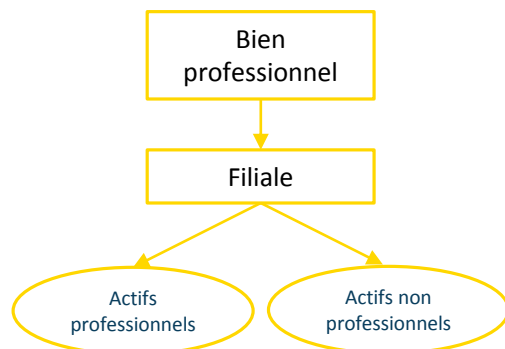 Bien
professionnel
Filiale
Actifs
professionnels
Actifs non
professionnels